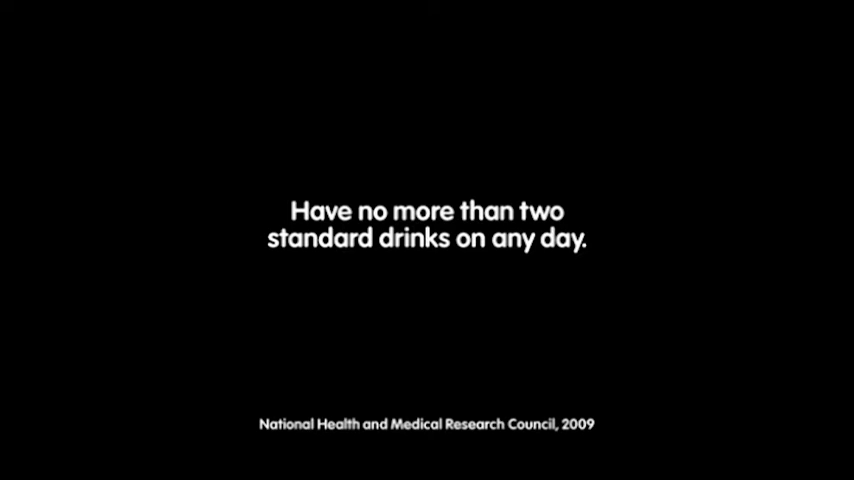 Have no more than two
standard drinks on any day.
National Health and Medical Research Council, 2009